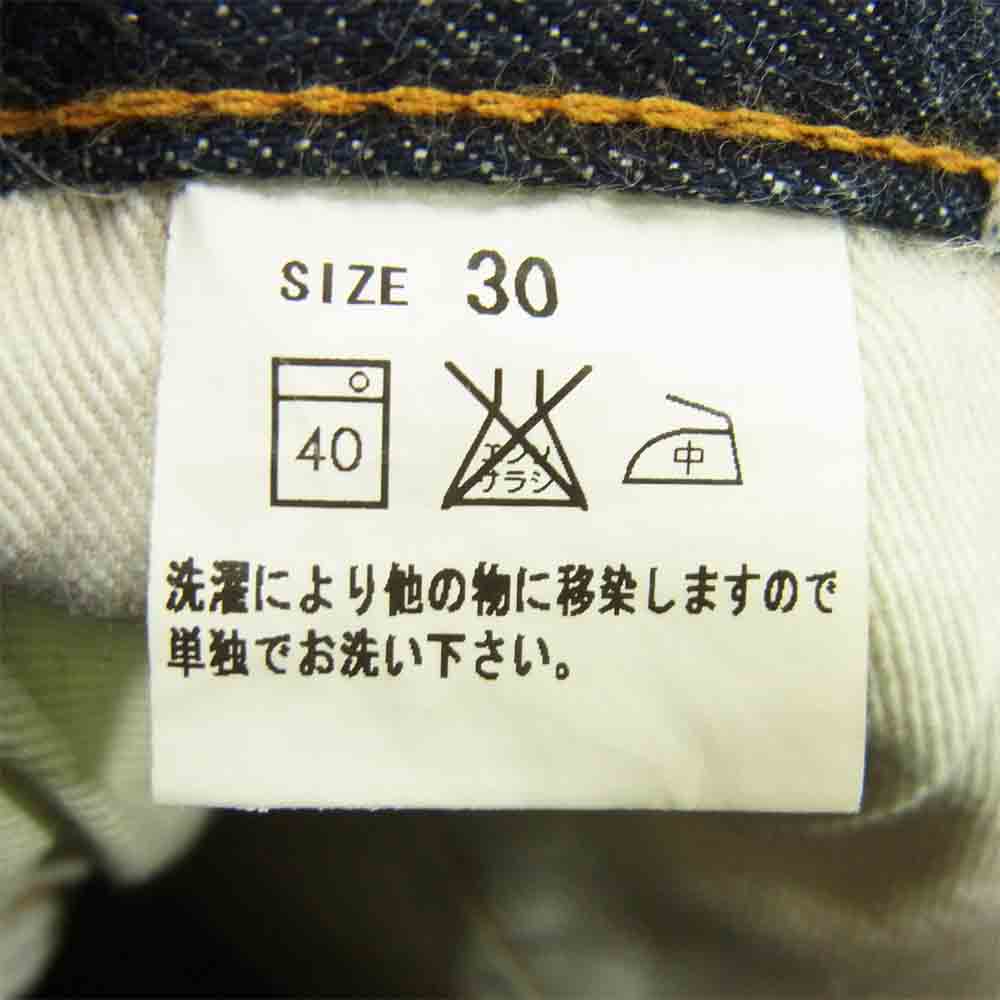 SIZE 30
40 エンソ サラシ 中
洗濯により他の物に移染しますので
単独でお洗い下さい。